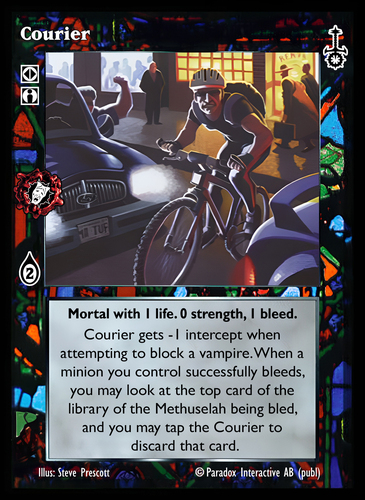 Courier
2
Mortal with 1 life. 0 strength, 1 bleed.
Courier gets -1 intercept when
attempting to block a vampire. When a
minion you control successfully bleeds,
you may look at the top card of the
library of the Methuselah being bled,
and you may tap the Courier to
discard that card.
Illus: Steve Prescott
© Paradox Interactive AB (publ)